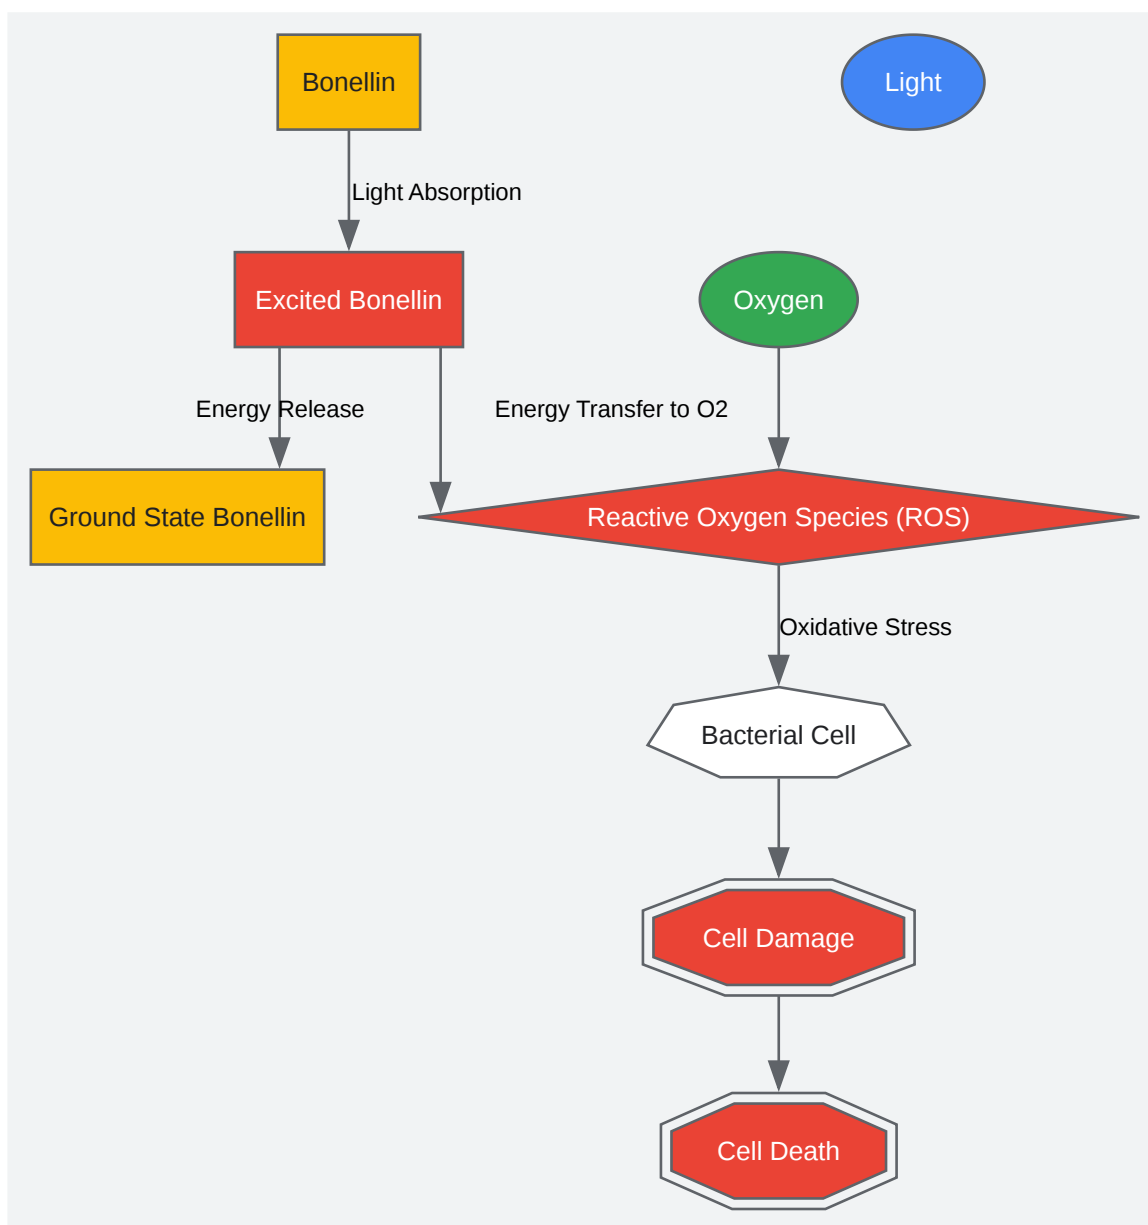 Bonellin
Light
Light Absorption
Excited Bonellin
Oxygen
Energy Release
Energy Transfer to O2
Ground State Bonellin
Reactive Oxygen Species (ROS)
Oxidative Stress
Bacterial Cell
Cell Damage
Cell Death